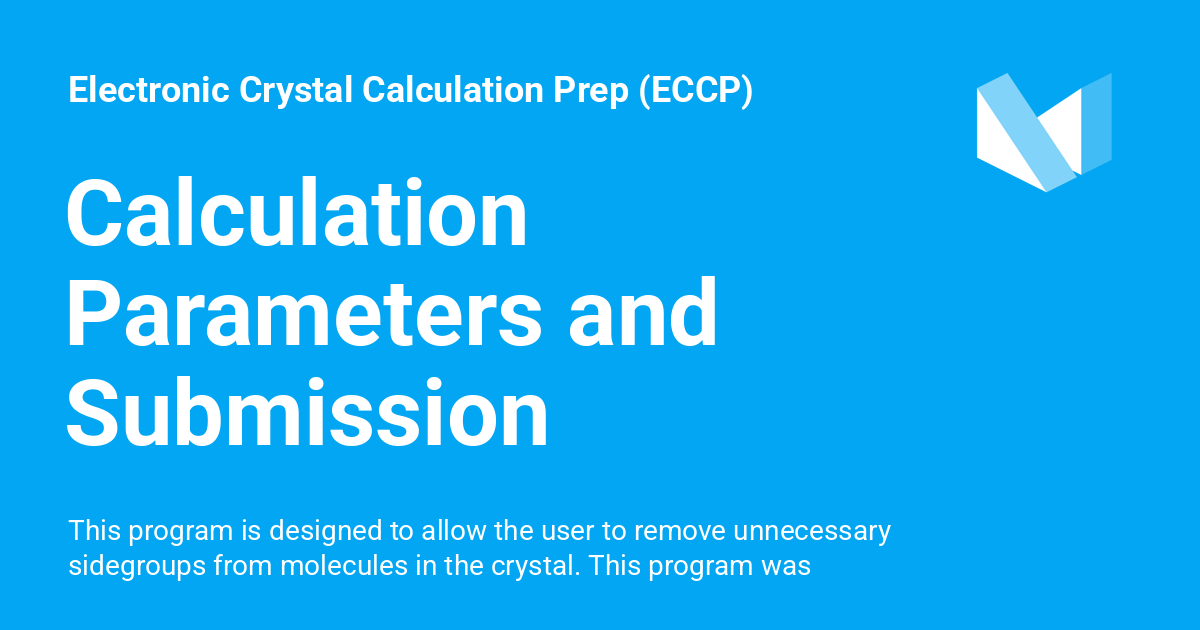 Electronic Crystal Calculation Prep (ECCP)
Calculation
Parameters and
Submission
This program is designed to allow the user to remove unnecessary
sidegroups from molecules in the crystal. This program was